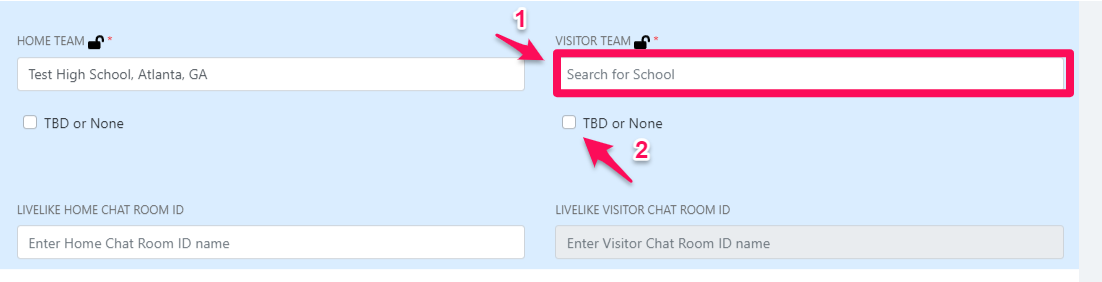 1
HOME TEAM *
VISITOR TEAM *
Test High School, Atlanta, GA
Search for School
TBD or None
TBD or None
2
LIVELIKE HOME CHAT ROOM ID
LIVELIKE VISITOR CHAT ROOM ID
Enter Home Chat Room ID name
Enter Visitor Chat Room ID name